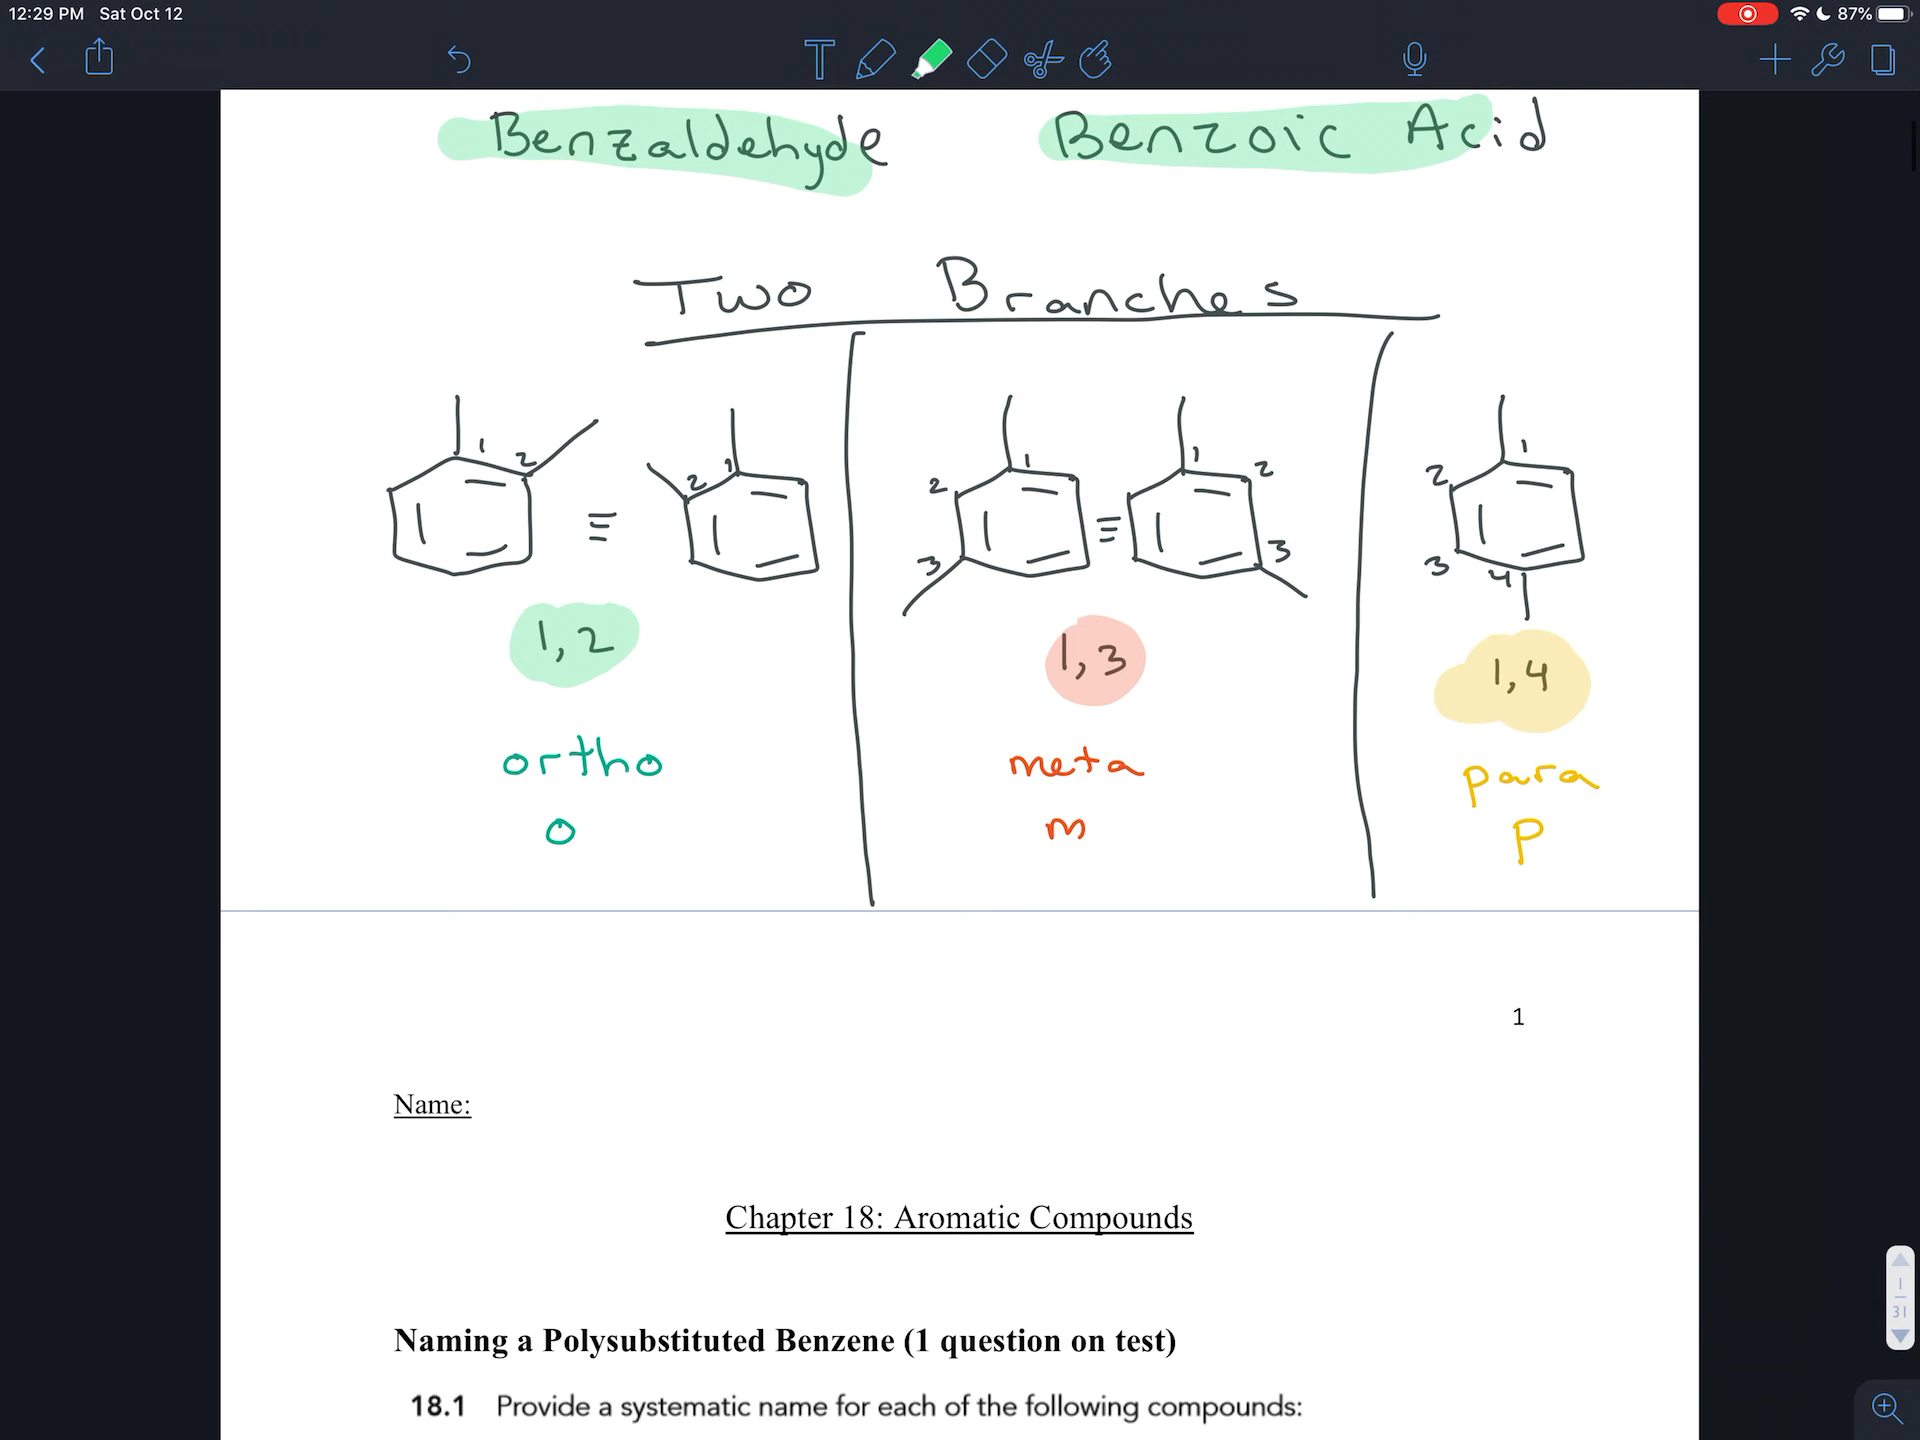 12:29 PM Sat Oct 12
87%
Benzaldehyde Benzoic Acid
Two Branches
1 2 ≡ 2 1
1 2 3 ≡ 1 2 3
1 2 3 4
1,2 1,3 1,4
ortho meta para
o m p
1
Name:
Chapter 18: Aromatic Compounds
Naming a Polysubstituted Benzene (1 question on test)
18.1 Provide a systematic name for each of the following compounds:
1
31